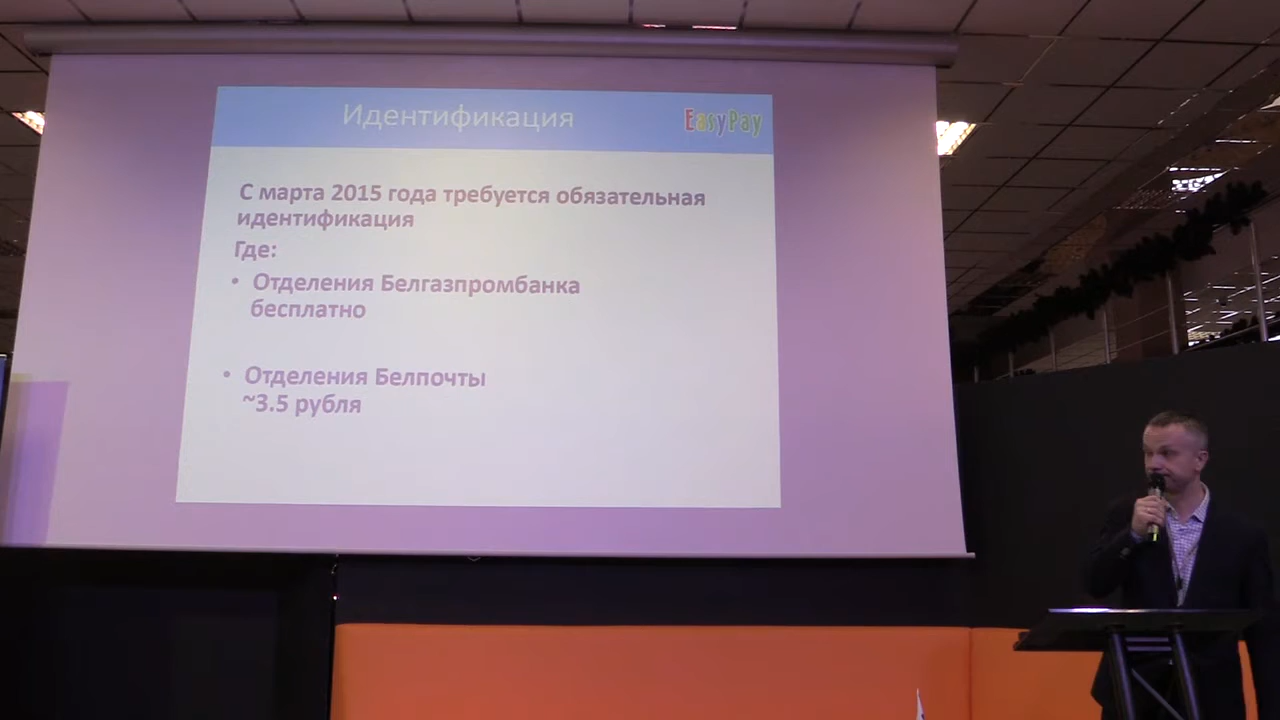 Идентификация
EasyPay
С марта 2015 года требуется обязательная
идентификация
Где:
• Отделения Белгазпромбанка
бесплатно
• Отделения Белпочты
~3.5 рубля